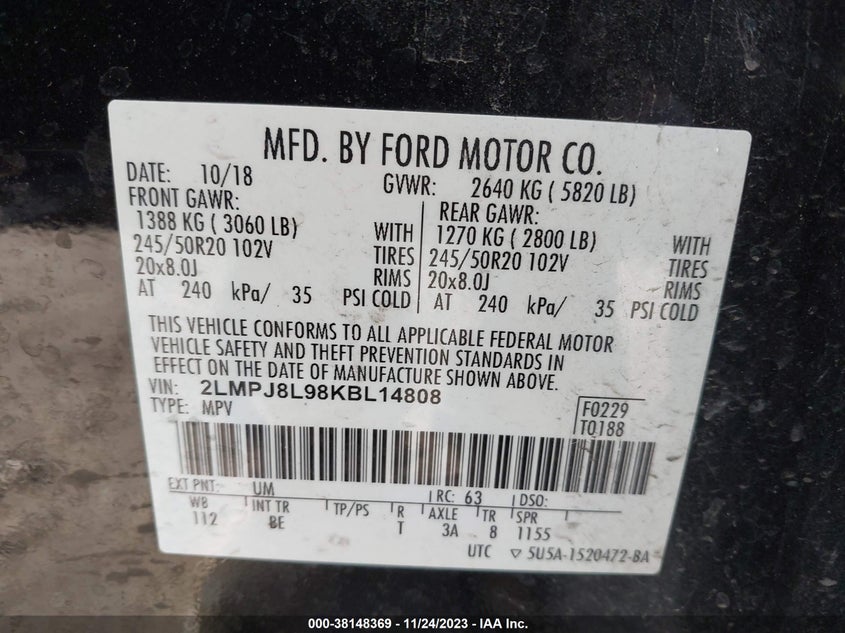 MFD. BY FORD MOTOR CO.
DATE: 10/18 GVWR: 2640 KG ( 5820 LB)
FRONT GAWR: REAR GAWR:
1388 KG ( 3060 LB) WITH 1270 KG ( 2800 LB) WITH
245/50R20 102V TIRES 245/50R20 102V TIRES
20x8.0J RIMS 20x8.0J RIMS
AT 240 kPa/ 35 PSI COLD AT 240 kPa/ 35 PSI COLD
THIS VEHICLE CONFORMS TO ALL APPLICABLE FEDERAL MOTOR
VEHICLE SAFETY AND THEFT PREVENTION STANDARDS IN
EFFECT ON THE DATE OF MANUFACTURE SHOWN ABOVE.
VIN: 2LMPJ8L98KBL14808
TYPE: MPV F0229
TQ188
EXT PNT: UM RC: 63 DSO:
WB INT TR TP/PS R AXLE TR SPR
112 BE T 3A 8 1155
UTC ▽ 5U5A-1520472-BA
000-38148369 - 11/24/2023 - IAA Inc.